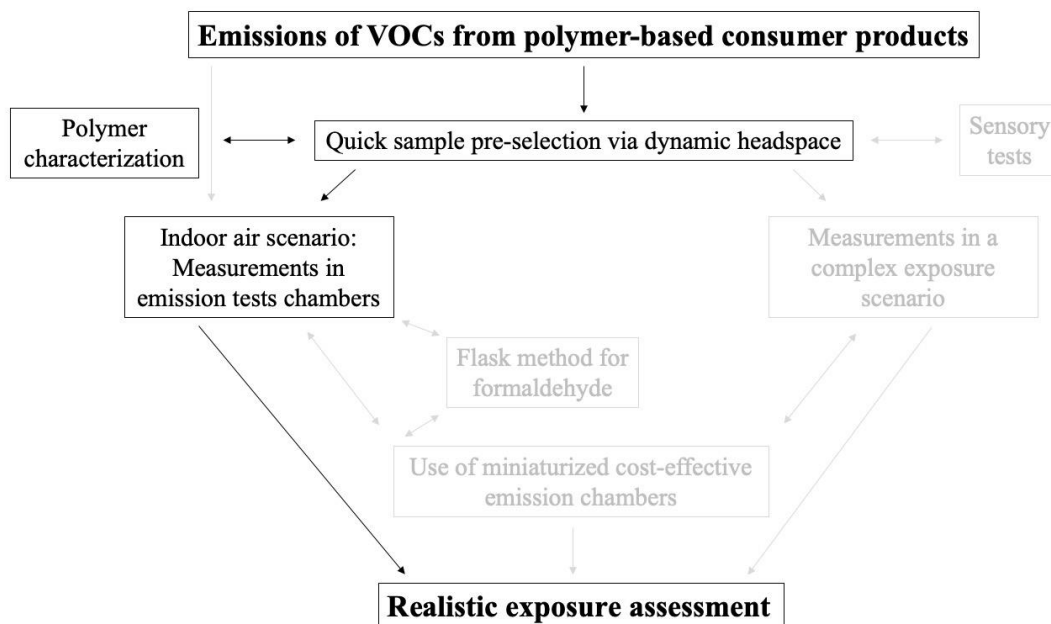 Emissions of VOCs from polymer-based consumer products
Polymer
characterization
Quick sample pre-selection via dynamic headspace
Sensory
tests
Indoor air scenario:
Measurements in
emission tests chambers
Measurements in a
complex exposure
scenario
Flask method for
formaldehyde
Use of miniaturized cost-effective
emission chambers
Realistic exposure assessment